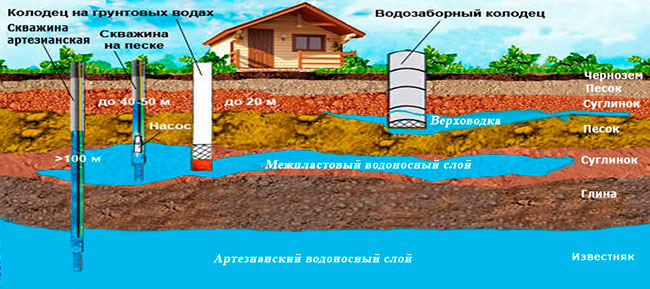 Колодец на грунтовых водах
Водозаборный колодец
Скважина
артезианская
Скважина
на песке
Чернозем
Песок
Суглинок
до 40-50 м
до 20 м
Верховодка
Насос
Песок
>100 м
Межпластовый водоносный слой
Суглинок
Глина
Артезианский водоносный слой
Известняк